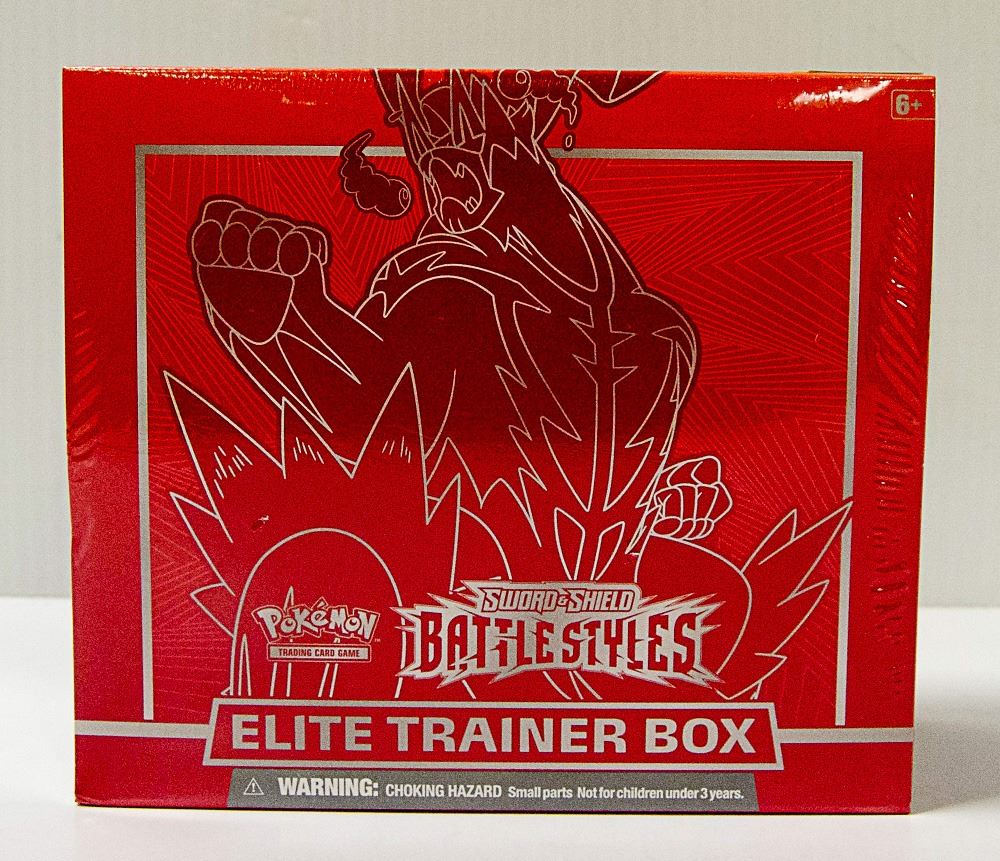 6+
Pokémon
TRADING CARD GAME
SWORD & SHIELD
BATTLE STYLES
ELITE TRAINER BOX
⚠ WARNING: CHOKING HAZARD Small parts Not for children under 3 years.